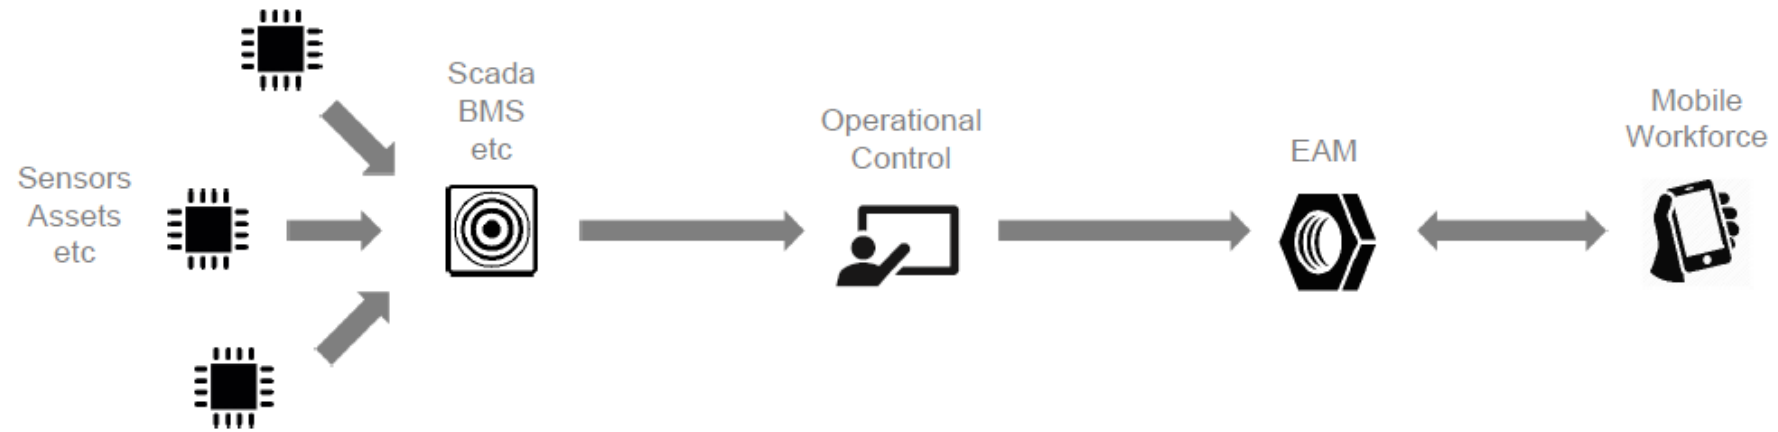 Sensors
Assets
etc
Scada
BMS
etc
Operational
Control
EAM
Mobile
Workforce